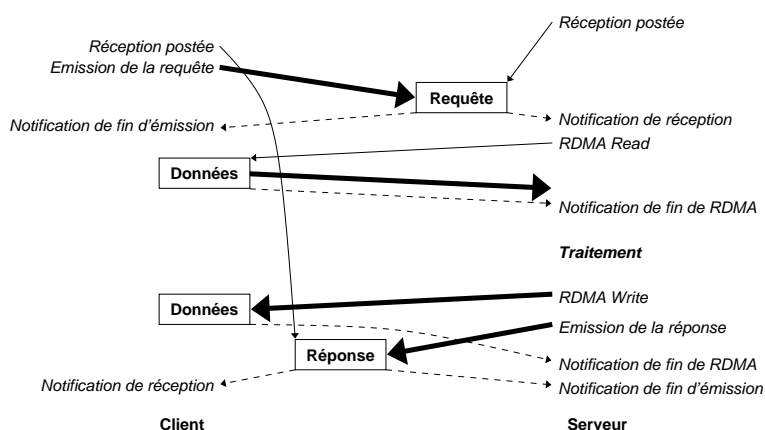 Réception postée
Réception postée
Emission de la requête
Requête
Notification de fin d'émission
Notification de réception
RDMA Read
Données
Notification de fin de RDMA
Traitement
Données
RDMA Write
Emission de la réponse
Réponse
Notification de fin de RDMA
Notification de réception
Notification de fin d'émission
Client
Serveur